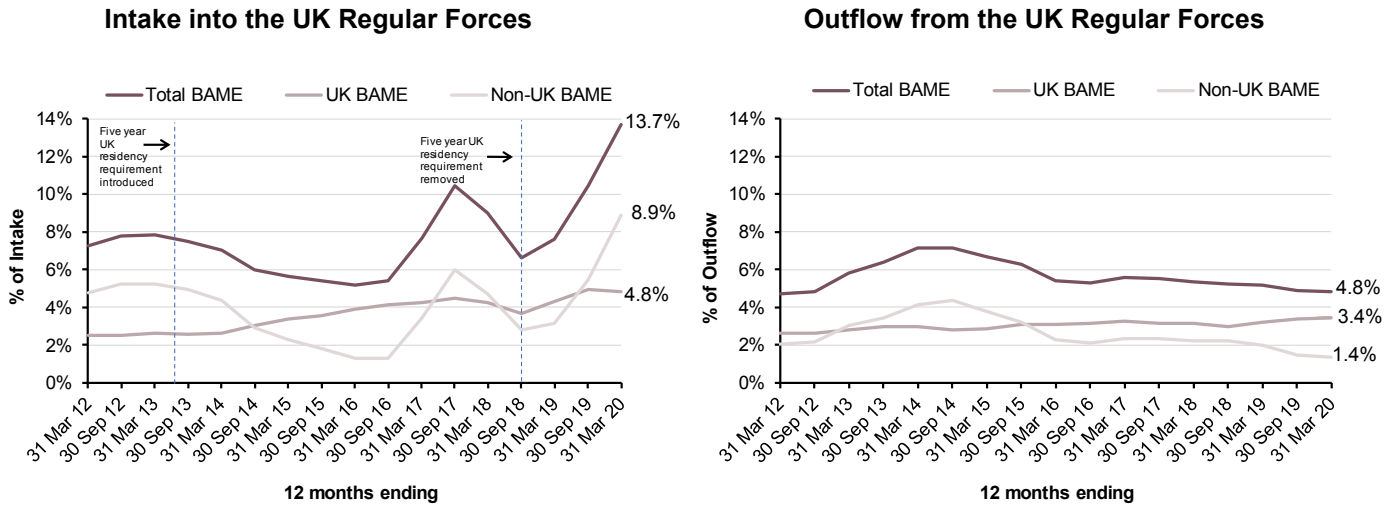 Intake into the UK Regular Forces
Total BAME UK BAME Non-UK BAME
% of Intake
14%
12%
10%
8%
6%
4%
2%
0%
Five year
UK
residency
requirement
introduced
Five year UK
residency
requirement
removed
13.7%
8.9%
4.8%
31 Mar 12
30 Sep 12
31 Mar 13
30 Sep 13
31 Mar 14
30 Sep 14
31 Mar 15
30 Sep 15
31 Mar 16
30 Sep 16
31 Mar 17
30 Sep 17
31 Mar 18
30 Sep 18
31 Mar 19
30 Sep 19
31 Mar 20
12 months ending
Outflow from the UK Regular Forces
Total BAME UK BAME Non-UK BAME
% of Outflow
14%
12%
10%
8%
6%
4%
2%
0%
4.8%
3.4%
1.4%
31 Mar 12
30 Sep 12
31 Mar 13
30 Sep 13
31 Mar 14
30 Sep 14
31 Mar 15
30 Sep 15
31 Mar 16
30 Sep 16
31 Mar 17
30 Sep 17
31 Mar 18
30 Sep 18
31 Mar 19
30 Sep 19
31 Mar 20
12 months ending